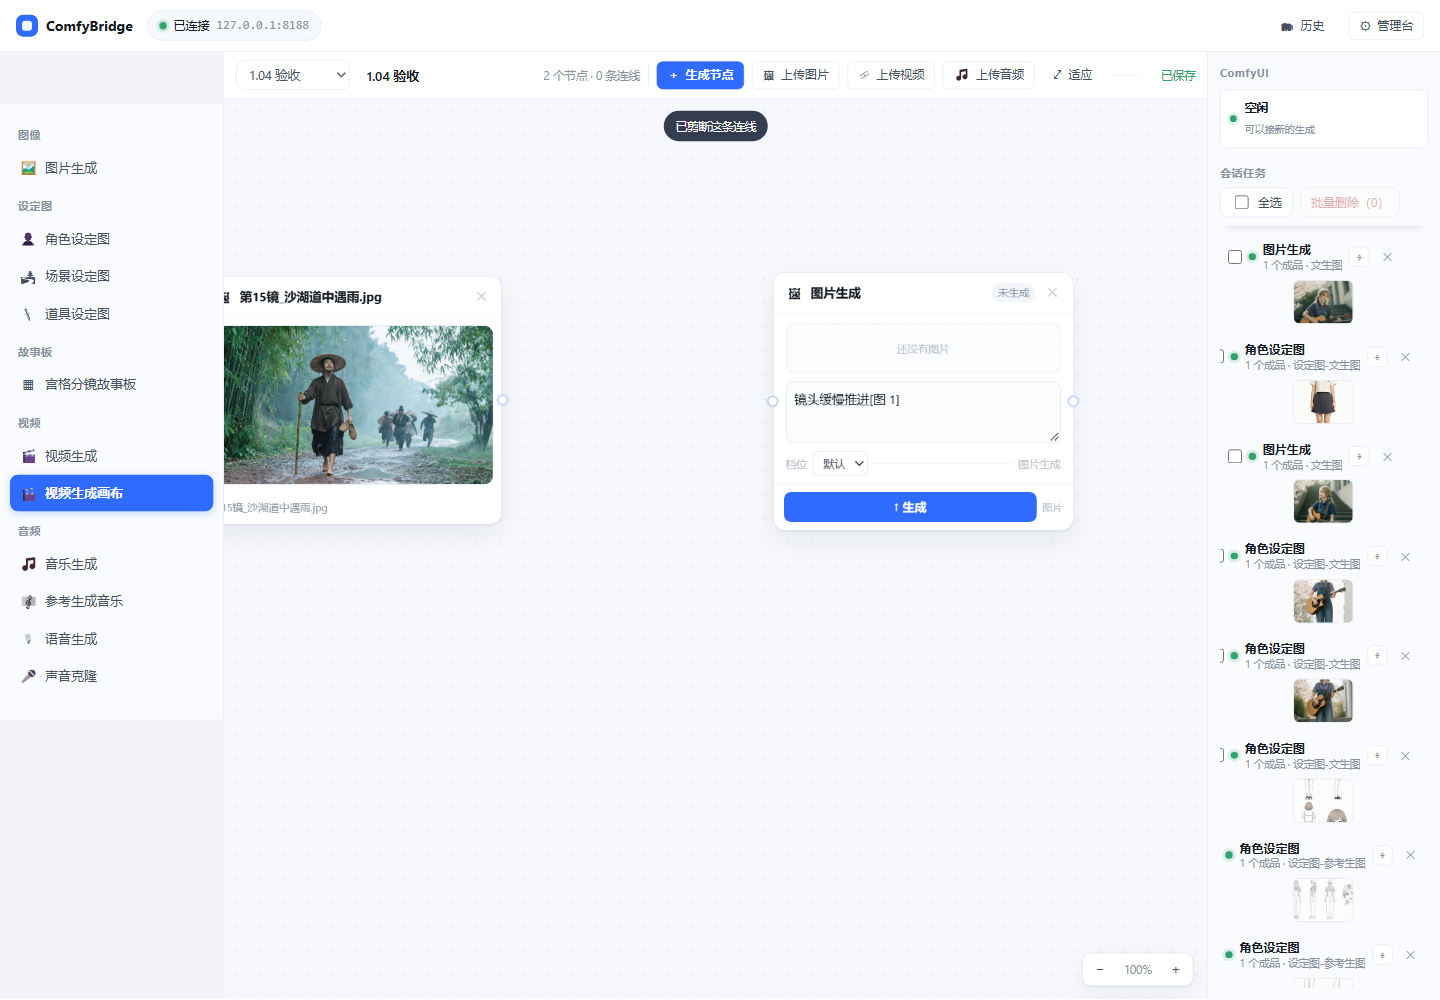 ComfyBridge
已连接 127.0.0.1:8188
历史
管理台
1.04 验收
1.04 验收
2 个节点 · 0 条连线
+ 生成节点
上传图片
上传视频
上传音频
适应
已保存
已剪断这条连线
图像
图片生成
设定图
角色设定图
场景设定图
道具设定图
故事板
宫格分镜故事板
视频
视频生成
视频生成画布
音频
音乐生成
参考生成音乐
语音生成
声音克隆
第15镜_沙湖道中遇雨.jpg
15镜_沙湖道中遇雨.jpg
图片生成
未生成
还没有图片
镜头缓慢推进[图 1]
档位
默认
图片生成
↑ 生成
图片
− 100% +
ComfyUI
空闲
可以接新的生成
会话任务
全选
批量删除（0）
图片生成
1 个成品 · 文生图
角色设定图
1 个成品 · 设定图-文生图
图片生成
1 个成品 · 文生图
角色设定图
1 个成品 · 设定图-文生图
角色设定图
1 个成品 · 设定图-文生图
角色设定图
1 个成品 · 设定图-文生图
角色设定图
1 个成品 · 设定图-参考生图
角色设定图
1 个成品 · 设定图-参考生图